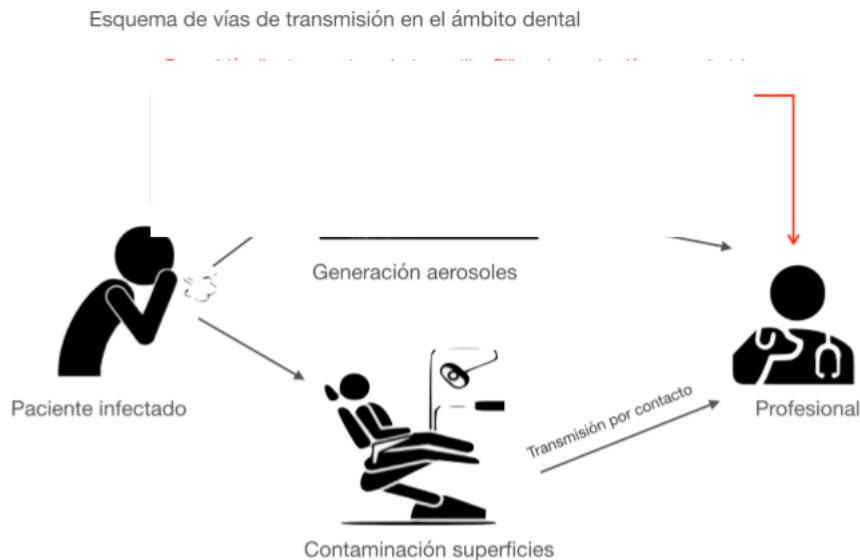 Esquema de vías de transmisión en el ámbito dental
Generación aerosoles
Paciente infectado
Transmisión por contacto
Profesional
Contaminación superficies